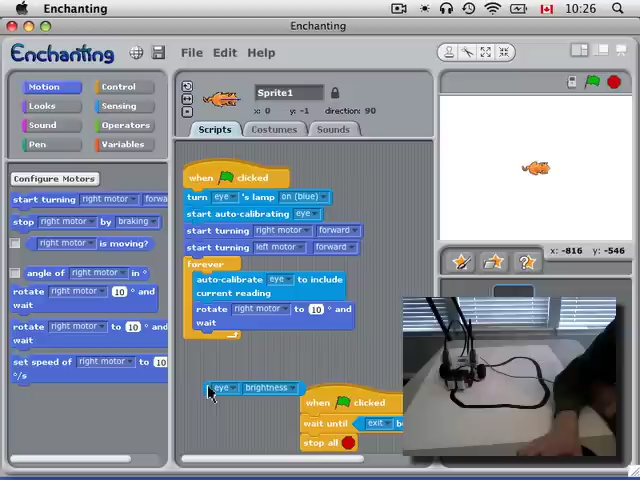 Finder 10:26
Enchanting
Enchanting File Edit Help
Motion Control
Looks Sensing
Sound Operators
Pen Variables
Configure Motors
start turning right motor forwa
stop right motor by braking
right motor is moving?
angle of right motor in °
rotate right motor 10 ° and
wait
rotate right motor to 10 ° and
wait
set speed of right motor to 10
°/s
Sprite1
x: 0 y: -1 direction: 90
Scripts Costumes Sounds
when clicked
turn eye 's lamp on (blue)
start auto-calibrating eye
start turning right motor forward
start turning left motor forward
forever
auto-calibrate eye to include
current reading
rotate right motor to 10 ° and
wait
eye brightness
when clicked
wait until exit bu
stop all
x: -816 y: -546